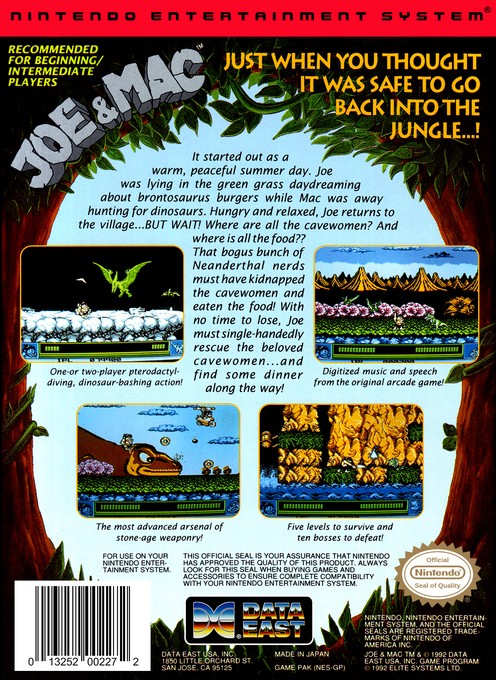 NINTENDO ENTERTAINMENT SYSTEM®
RECOMMENDED
FOR BEGINNING/
INTERMEDIATE
PLAYERS
JOE & MAC™
JUST WHEN YOU THOUGHT
IT WAS SAFE TO GO
BACK INTO THE
JUNGLE...!
It started out as a
warm, peaceful summer day. Joe
was lying in the green grass daydreaming
about brontosaurus burgers while Mac was away
hunting for dinosaurs. Hungry and relaxed, Joe returns to
the village...BUT WAIT! Where are all the cavewomen? And
where is all the food??
That bogus bunch of
Neanderthal nerds
must have kidnapped
the cavewomen and
eaten the food! With
no time to lose, Joe
must single-handedly
rescue the beloved
cavewomen...and
find some dinner
along the way!
One-or two-player pterodactyl-
diving, dinosaur-bashing action!
Digitized music and speech
from the original arcade game!
The most advanced arsenal of
stone-age weaponry!
Five levels to survive and
ten bosses to defeat!
FOR USE ON YOUR
NINTENDO ENTER-
TAINMENT SYSTEM.
THIS OFFICIAL SEAL IS YOUR ASSURANCE THAT NINTENDO
HAS APPROVED THE QUALITY OF THIS PRODUCT. ALWAYS
LOOK FOR THIS SEAL WHEN BUYING GAMES AND
ACCESSORIES TO ENSURE COMPLETE COMPATIBILITY
WITH YOUR NINTENDO ENTERTAINMENT SYSTEM.
Official
Nintendo
Seal of Quality
DATA
EAST
0 13252 00227 2
DATA EAST USA, INC.
1850 LITTLE ORCHARD ST.
SAN JOSE, CA 95125
MADE IN JAPAN
GAME PAK (NES-GP)
NINTENDO, NINTENDO ENTERTAIN-
MENT SYSTEM, AND THE OFFICIAL
SEALS ARE REGISTERED TRADE-
MARKS OF NINTENDO OF
AMERICA INC.
JOE & MAC TM & © 1992 DATA
EAST USA, INC. GAME PROGRAM
© 1992 ELITE SYSTEMS LTD.